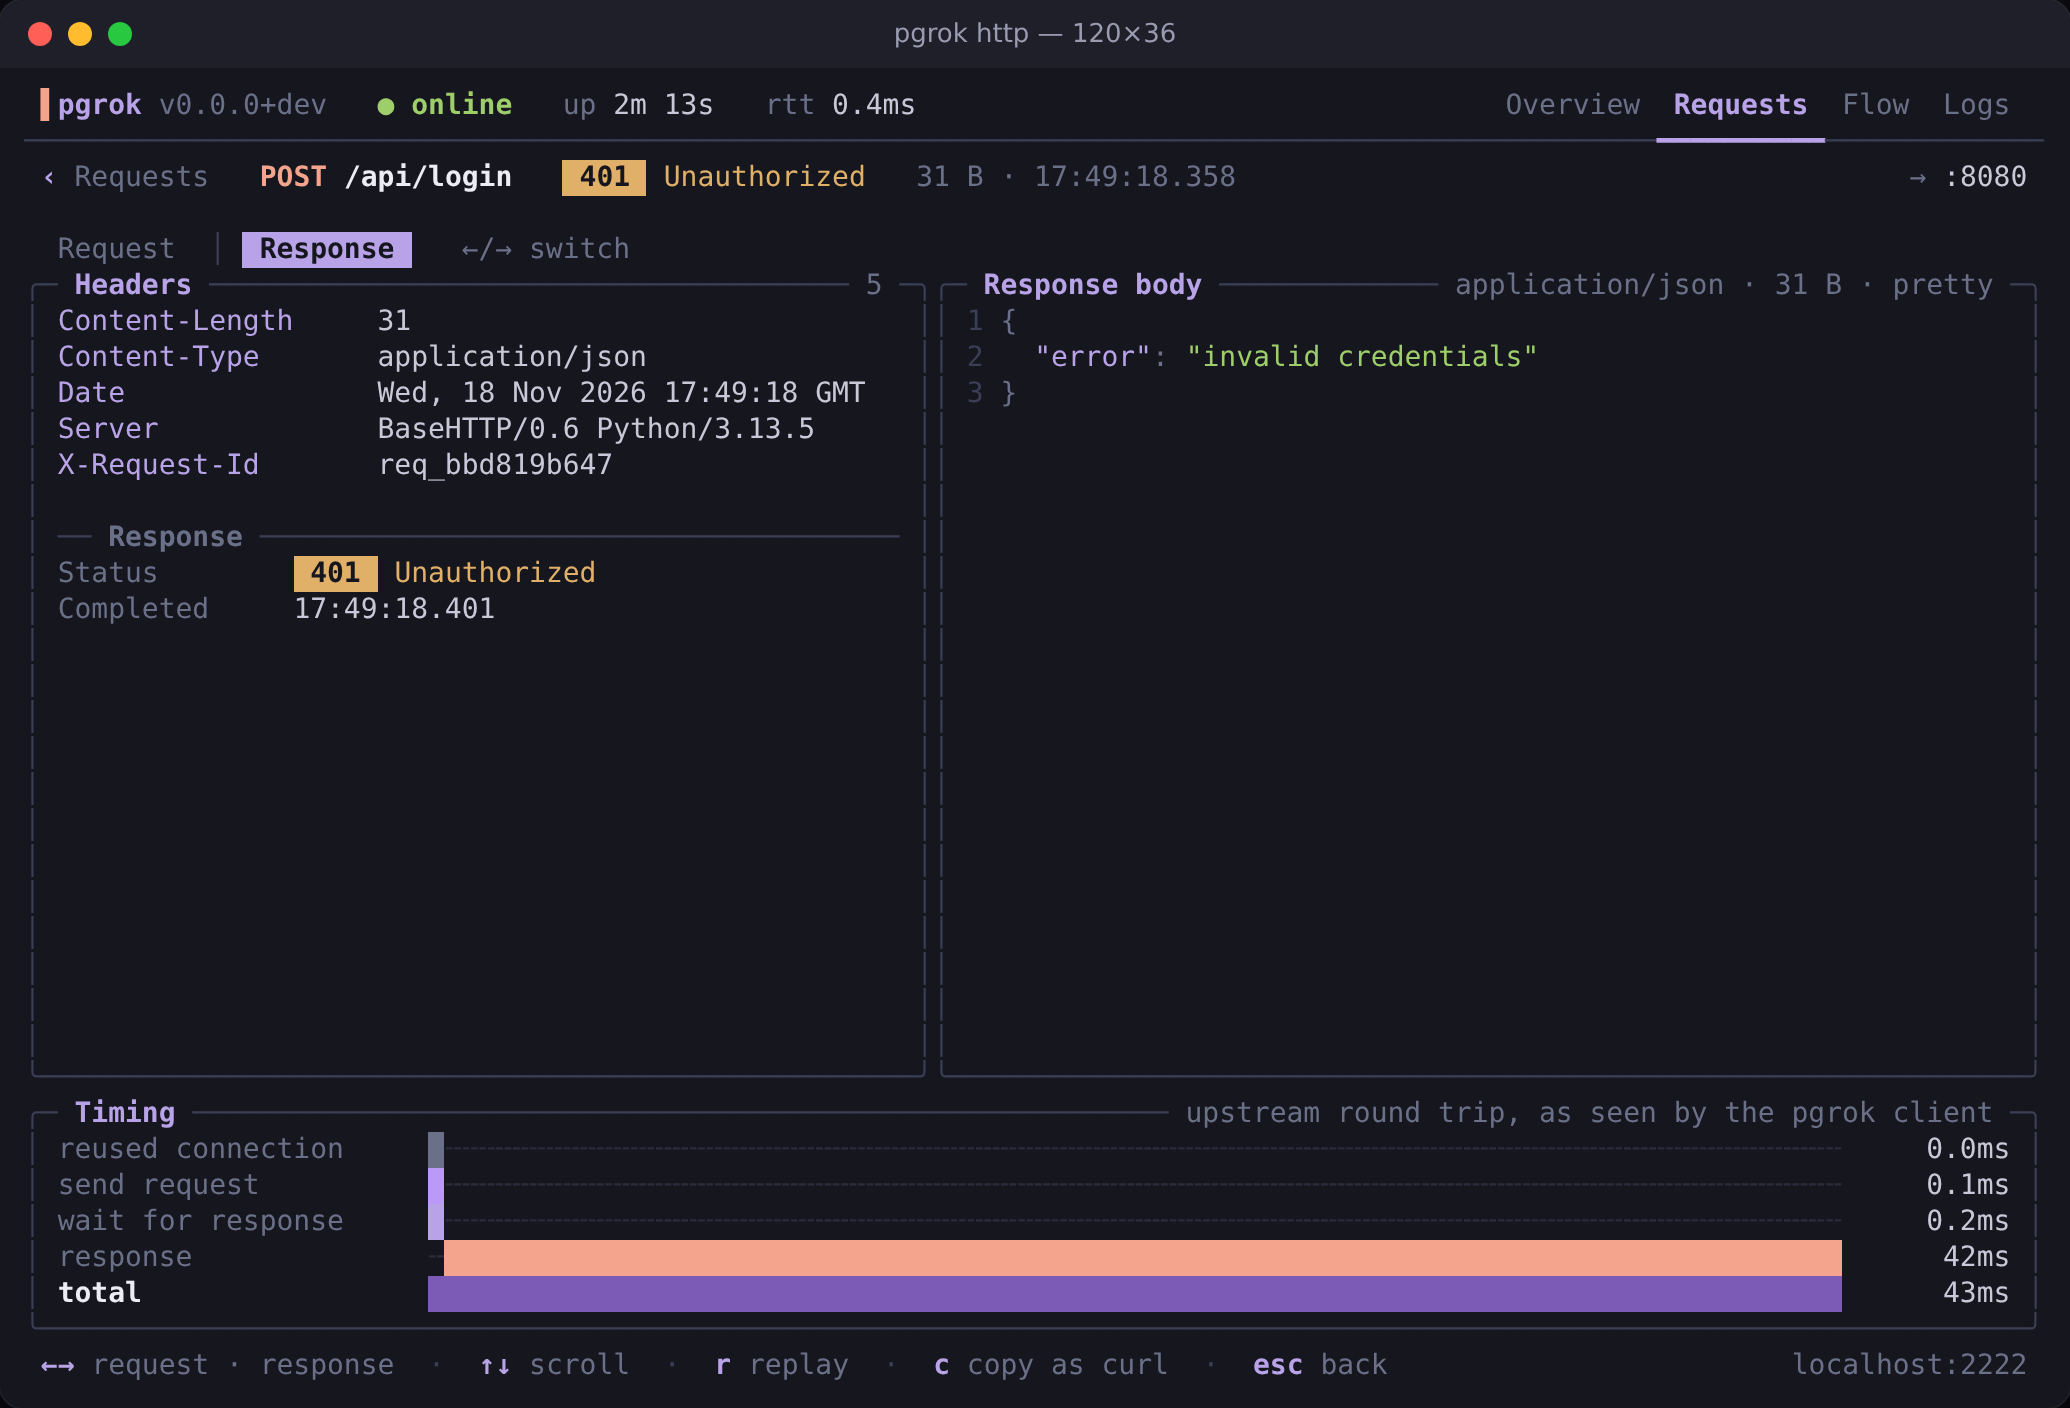 pgrok http — 120×36
pgrok v0.0.0+dev ● online up 2m 13s rtt 0.4ms Overview Requests Flow Logs
‹ Requests POST /api/login 401 Unauthorized 31 B · 17:49:18.358 → :8080
Request │ Response ←/→ switch
Headers 5
Content-Length 31
Content-Type application/json
Date Wed, 18 Nov 2026 17:49:18 GMT
Server BaseHTTP/0.6 Python/3.13.5
X-Request-Id req_bbd819b647
Response
Status 401 Unauthorized
Completed 17:49:18.401
Response body application/json · 31 B · pretty
1 {
2   "error": "invalid credentials"
3 }
Timing upstream round trip, as seen by the pgrok client
reused connection 0.0ms
send request 0.1ms
wait for response 0.2ms
response 42ms
total 43ms
←→ request · response · ↑↓ scroll · r replay · c copy as curl · esc back localhost:2222